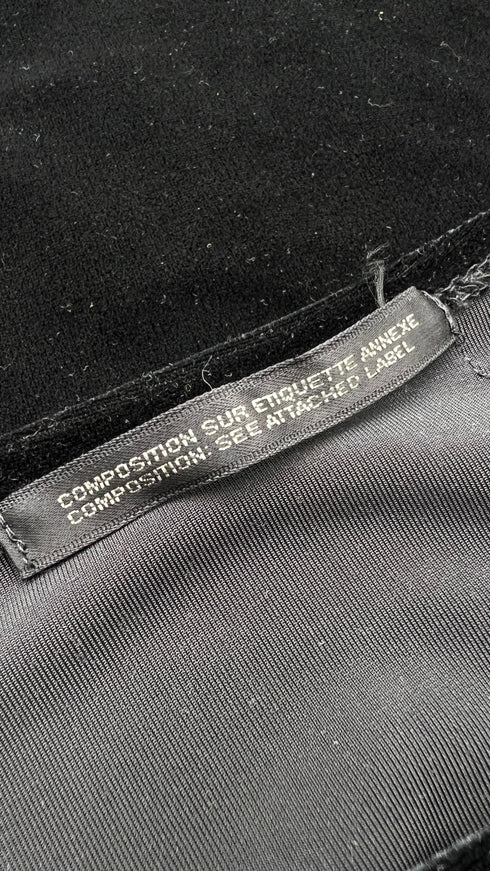 COMPOSITION SUR ETIQUETTE ANNEXE
COMPOSITION: SEE ATTACHED LABEL